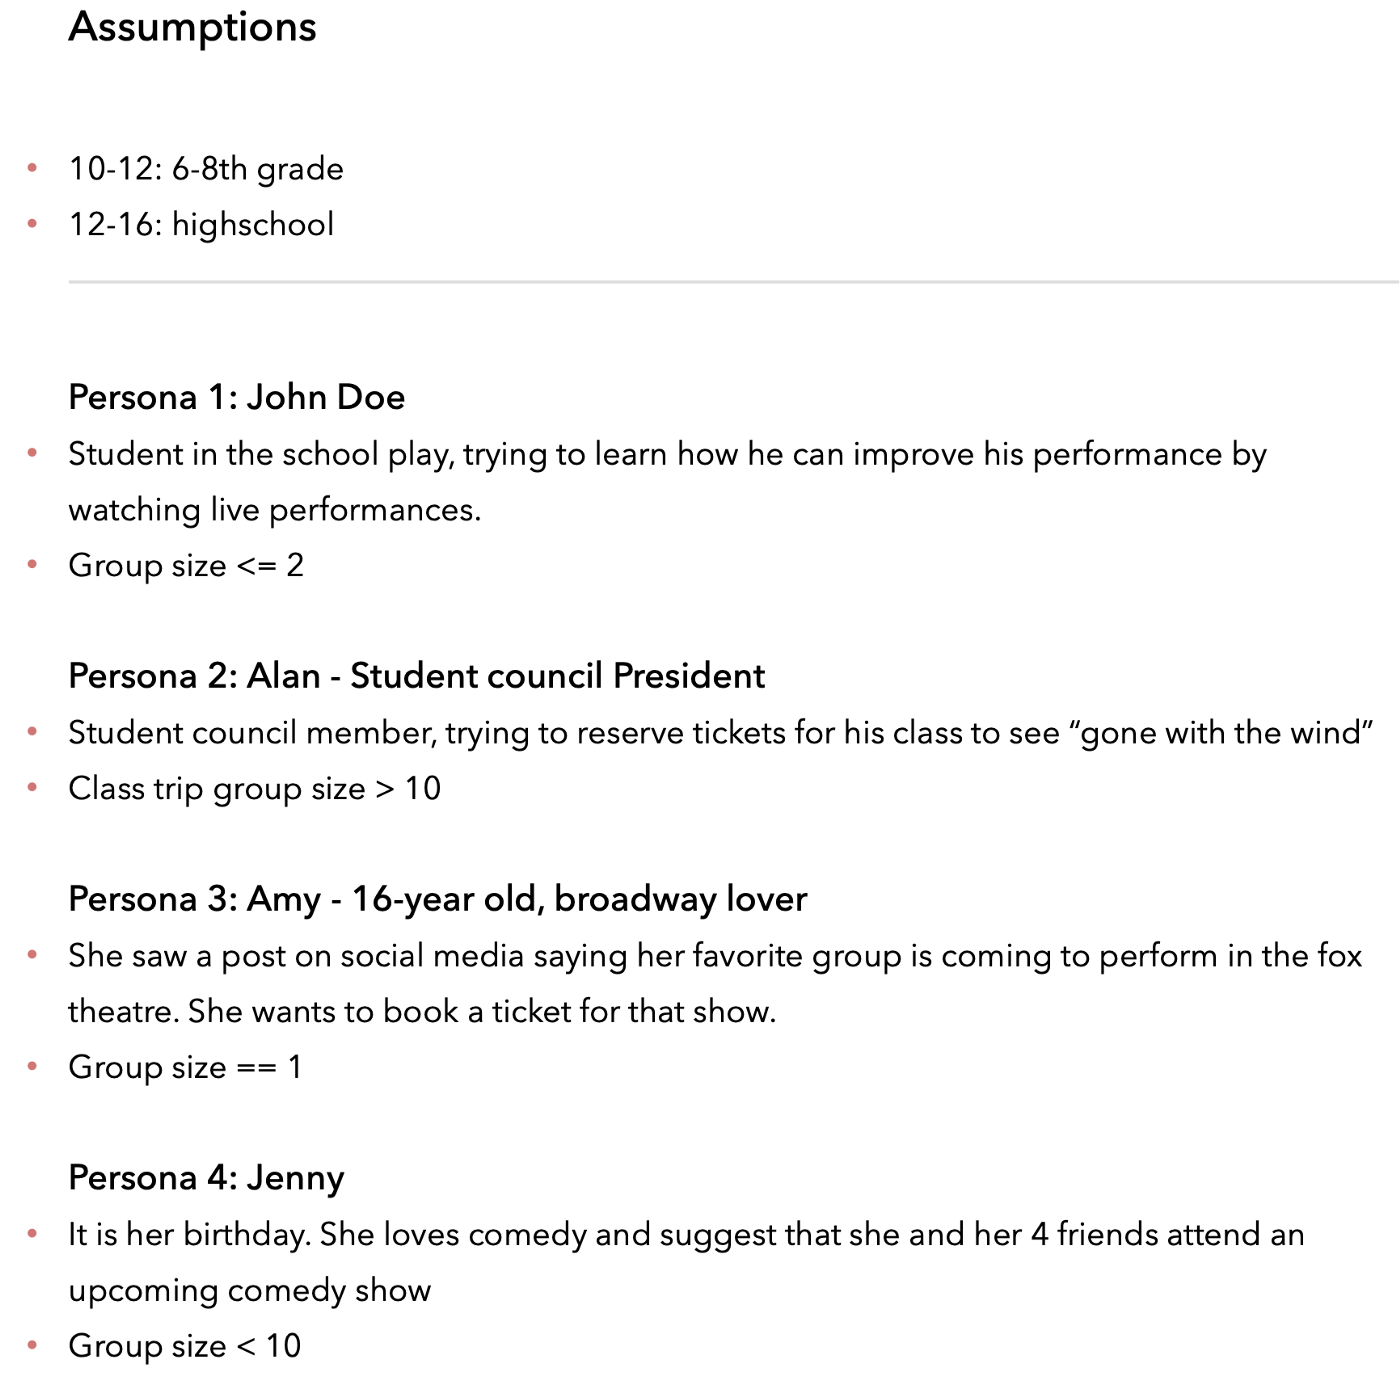 Assumptions
• 10-12: 6-8th grade
• 12-16: highschool
Persona 1: John Doe
• Student in the school play, trying to learn how he can improve his performance by
watching live performances.
• Group size <= 2
Persona 2: Alan - Student council President
• Student council member, trying to reserve tickets for his class to see “gone with the wind”
• Class trip group size > 10
Persona 3: Amy - 16-year old, broadway lover
• She saw a post on social media saying her favorite group is coming to perform in the fox
theatre. She wants to book a ticket for that show.
• Group size == 1
Persona 4: Jenny
• It is her birthday. She loves comedy and suggest that she and her 4 friends attend an
upcoming comedy show
• Group size < 10